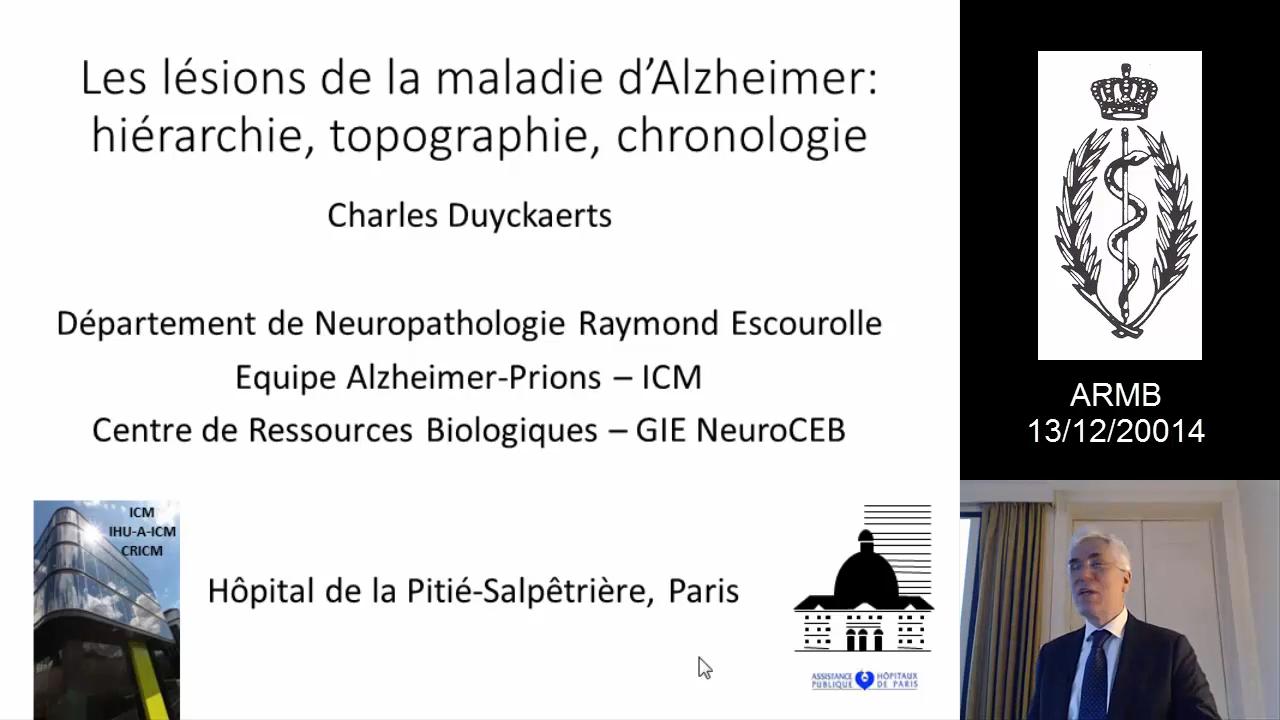 Les lésions de la maladie d’Alzheimer:
hiérarchie, topographie, chronologie
Charles Duyckaerts
Département de Neuropathologie Raymond Escourolle
Equipe Alzheimer-Prions – ICM
Centre de Ressources Biologiques – GIE NeuroCEB
ICM
IHU-A-ICM
CRICM
Hôpital de la Pitié-Salpêtrière, Paris
ASSISTANCE HÔPITAUX
PUBLIQUE DE PARIS
ARMB
13/12/20014